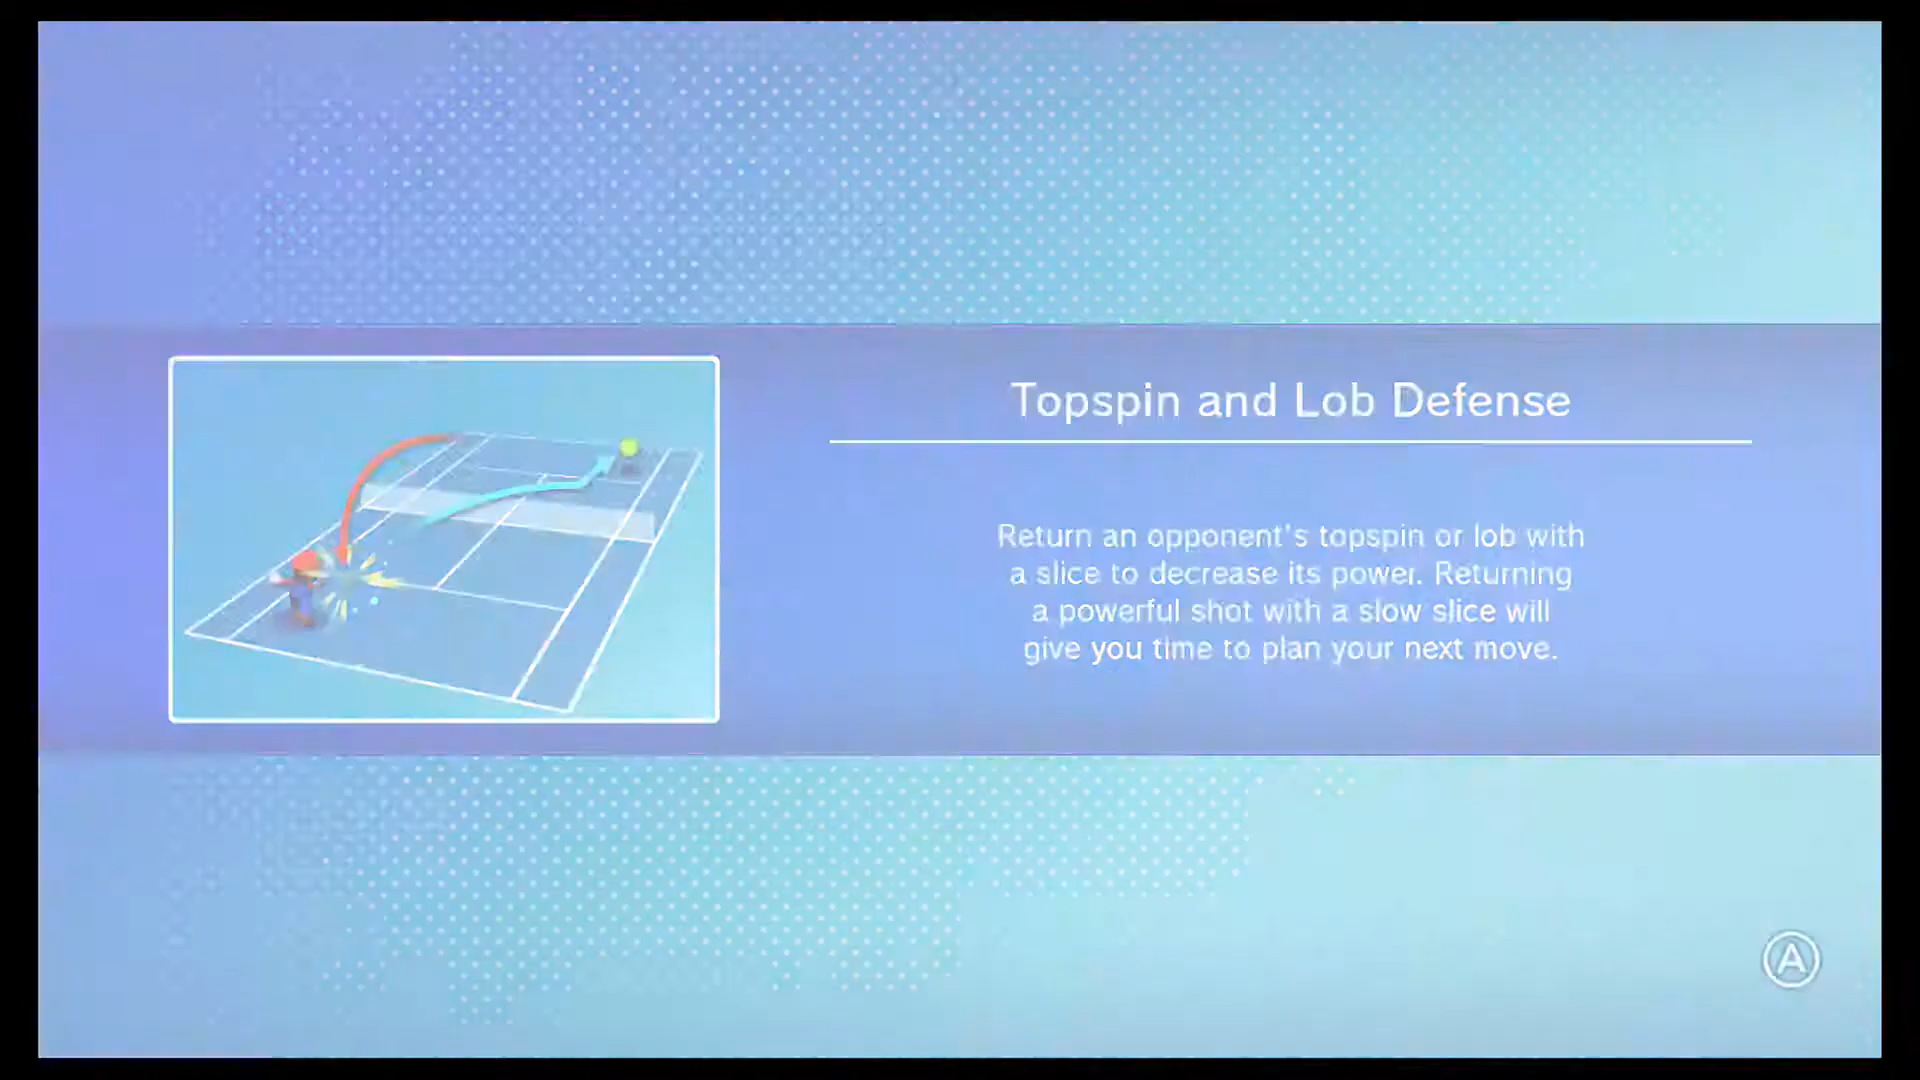 Topspin and Lob Defense
Return an opponent's topspin or lob with
a slice to decrease its power. Returning
a powerful shot with a slow slice will
give you time to plan your next move.
A